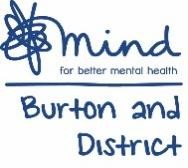 mind
for better mental health
Burton and
District